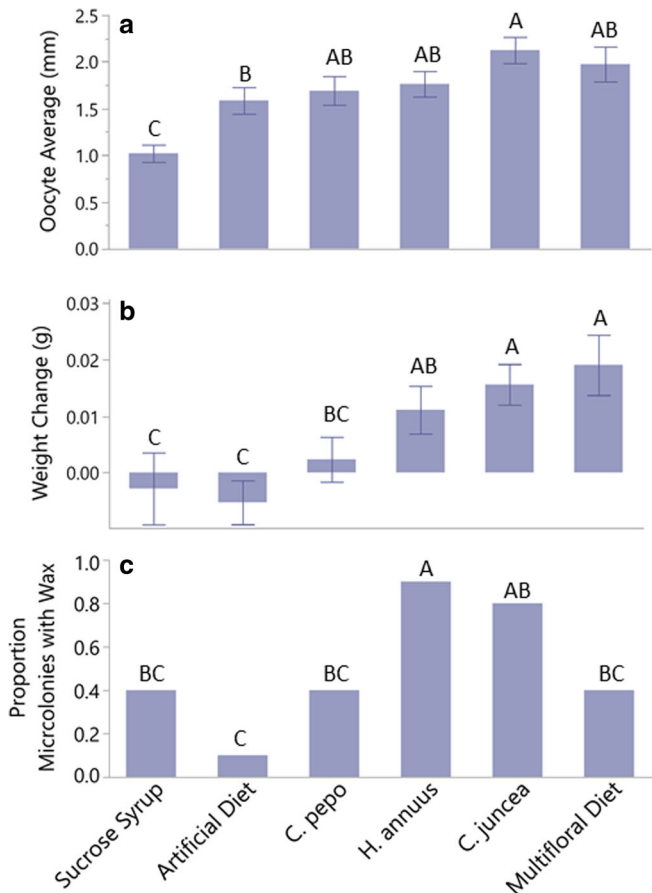 a
Oocyte Average (mm)
2.5
2.0
1.5
1.0
0.5
0.0
C
B
AB
AB
A
AB
b
Weight Change (g)
0.03
0.02
0.01
0.00
C
C
BC
AB
A
A
c
Proportion
Micrcolonies with Wax
1.0
0.8
0.6
0.4
0.2
0.0
BC
C
BC
A
AB
BC
Sucrose Syrup
Artificial Diet
C. pepo
H. annuus
C. juncea
Multifloral Diet